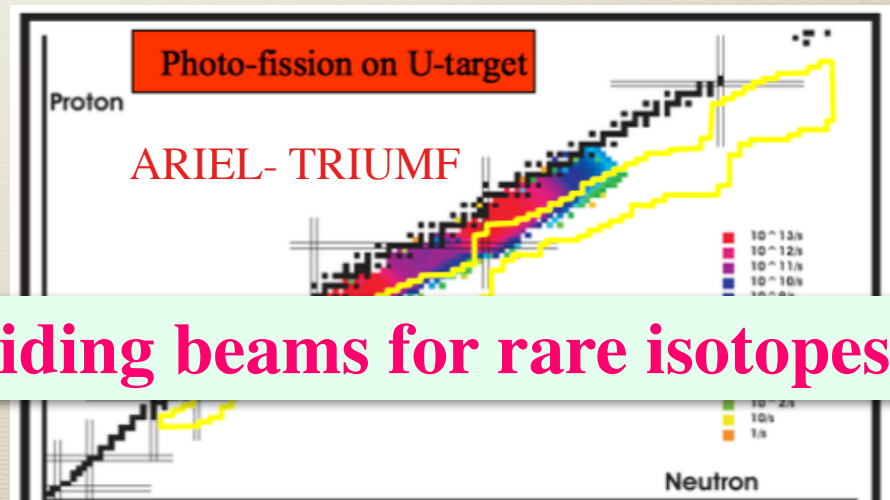 Photo-fission on U-target
Proton
ARIEL- TRIUMF
10^13/s
10^12/s
10^11/s
10^10/s
iding beams for rare isotopes
10/s
1/s
Neutron